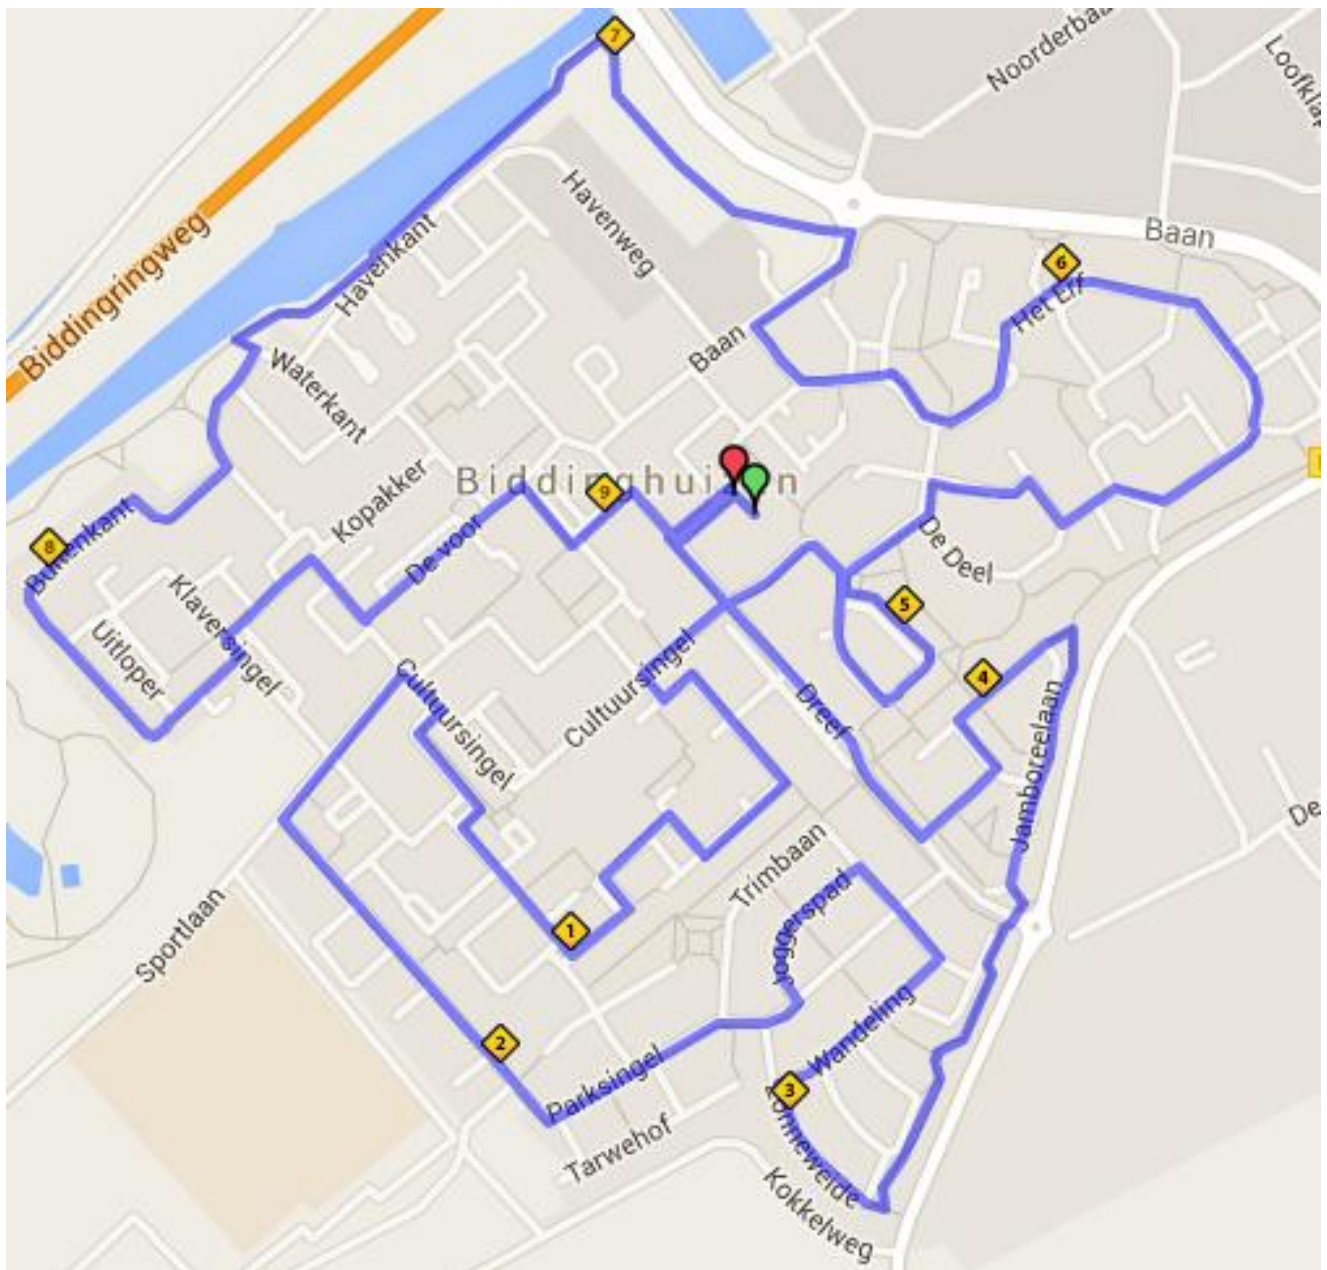 7
Noorderbaa
Loofklap
Biddingringweg
Havenkant
Havenweg
Baan
6
Het Erf
Baan
Waterkant
Kopakker
Biddinghuizen
9
De voor
De Deel
8
Buitenkant
Klaversingel
Uitloper
5
4
Cultuursingel
Cultuursingel
Dreef
Jamboreelaan
De
Sportlaan
1
Trimbaan
Joggerspad
2
Parksingel
Wandeling
3
Zonneweide
Tarwehof
Kokkelweg